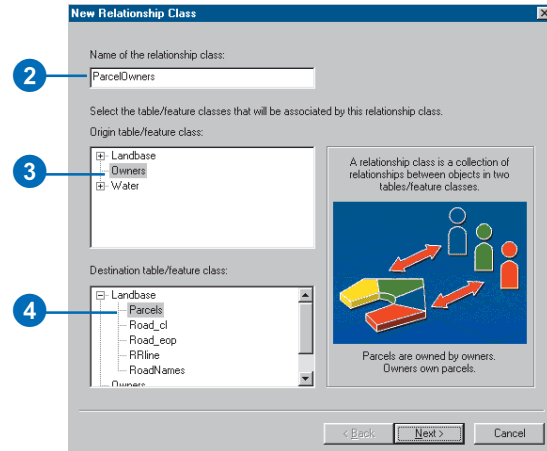 New Relationship Class
Name of the relationship class:
2
ParcelOwners
Select the table/feature classes that will be associated by this relationship class.
Origin table/feature class:
Landbase
3
Owners
Water
A relationship class is a collection of
relationships between objects in two
tables/feature classes.
Destination table/feature class:
Landbase
4
Parcels
Road_cl
Road_eop
RRline
RoadNames
Owners
Parcels are owned by owners.
Owners own parcels.
< Back
Next >
Cancel